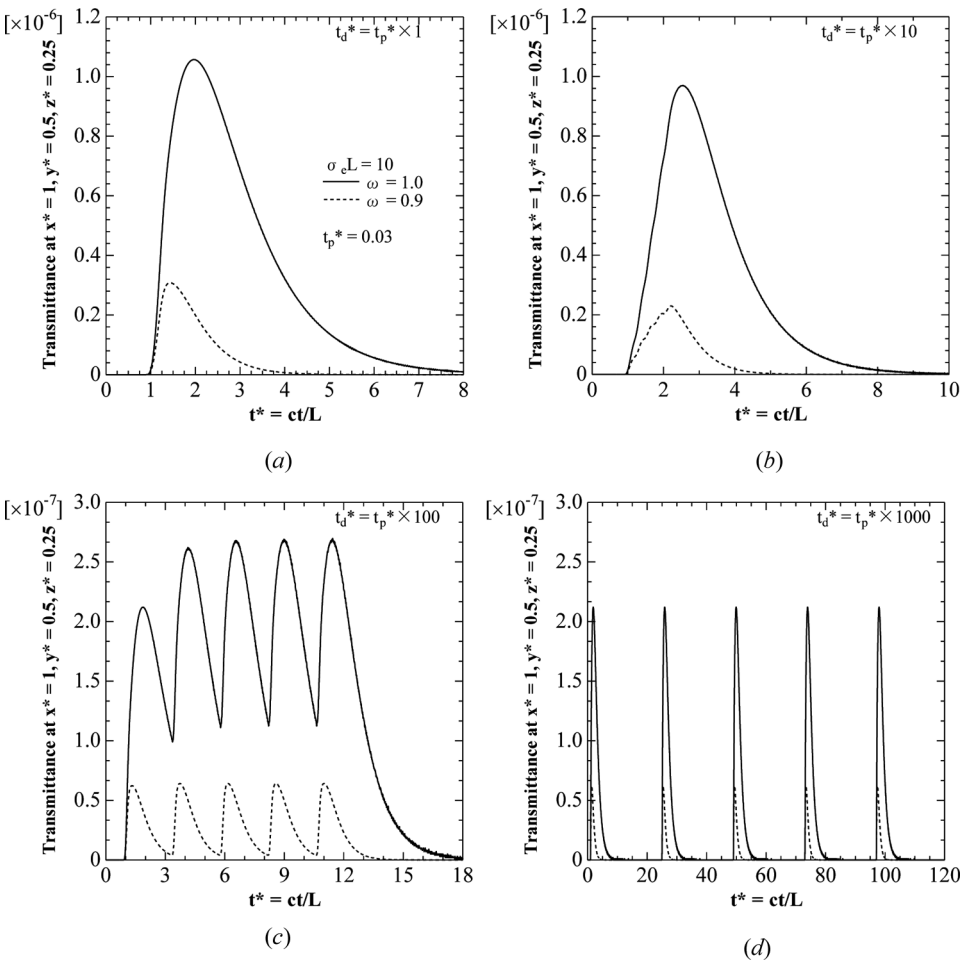 [×10⁻⁶]
1.2
1.0
0.8
0.6
0.4
0.2
0
Transmittance at x* = 1, y* = 0.5, z* = 0.25
t_d* = t_p* × 1
σ_e L = 10
ω = 1.0
ω = 0.9
t_p* = 0.03
0 1 2 3 4 5 6 7 8
t* = ct/L
(a)
[×10⁻⁶]
1.2
1.0
0.8
0.6
0.4
0.2
0
Transmittance at x* = 1, y* = 0.5, z* = 0.25
t_d* = t_p* × 10
0 2 4 6 8 10
t* = ct/L
(b)
[×10⁻⁷]
3.0
2.5
2.0
1.5
1.0
0.5
0
Transmittance at x* = 1, y* = 0.5, z* = 0.25
t_d* = t_p* × 100
0 3 6 9 12 15 18
t* = ct/L
(c)
[×10⁻⁷]
3.0
2.5
2.0
1.5
1.0
0.5
0
Transmittance at x* = 1, y* = 0.5, z* = 0.25
t_d* = t_p* × 1000
0 20 40 60 80 100 120
t* = ct/L
(d)